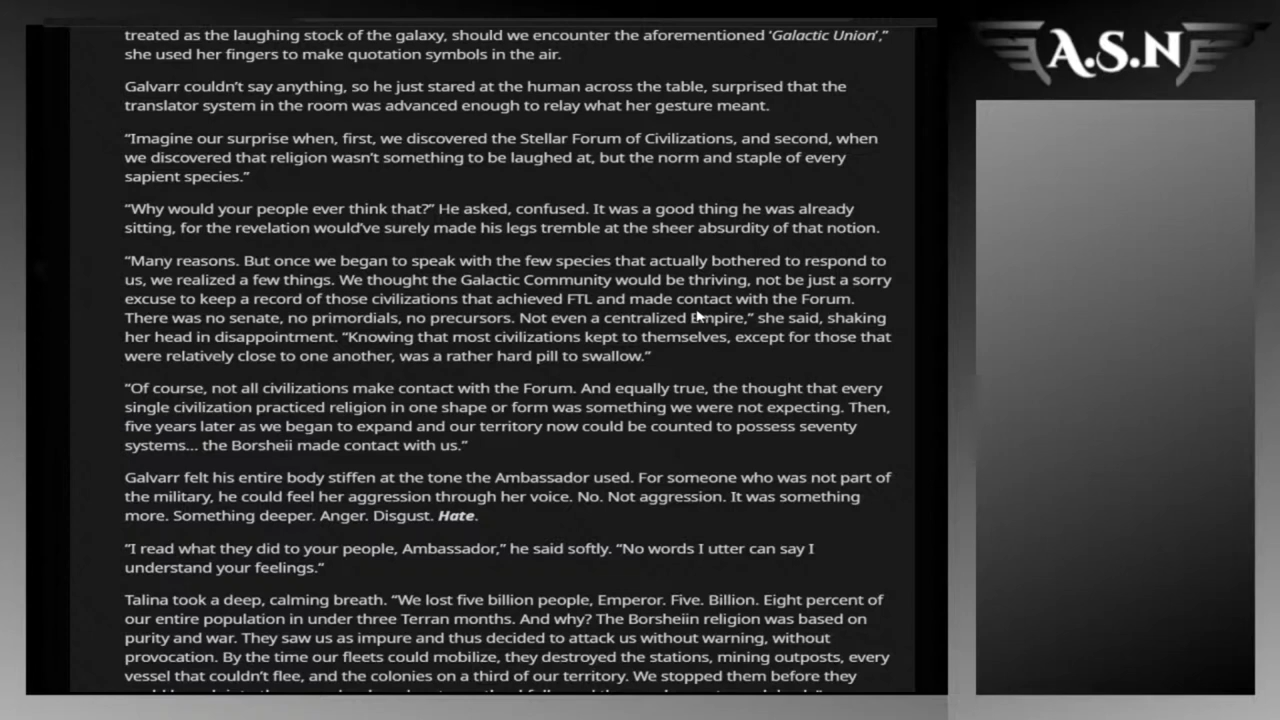 A.S.N
treated as the laughing stock of the galaxy, should we encounter the aforementioned ‘Galactic Union’,”
she used her fingers to make quotation symbols in the air.
Galvarr couldn’t say anything, so he just stared at the human across the table, surprised that the
translator system in the room was advanced enough to relay what her gesture meant.
“Imagine our surprise when, first, we discovered the Stellar Forum of Civilizations, and second, when
we discovered that religion wasn’t something to be laughed at, but the norm and staple of every
sapient species.”
“Why would your people ever think that?” He asked, confused. It was a good thing he was already
sitting, for the revelation would’ve surely made his legs tremble at the sheer absurdity of that notion.
“Many reasons. But once we began to speak with the few species that actually bothered to respond to
us, we realized a few things. We thought the Galactic Community would be thriving, not be just a sorry
excuse to keep a record of those civilizations that achieved FTL and made contact with the Forum.
There was no senate, no primordials, no precursors. Not even a centralized Empire,” she said, shaking
her head in disappointment. “Knowing that most civilizations kept to themselves, except for those that
were relatively close to one another, was a rather hard pill to swallow.”
“Of course, not all civilizations make contact with the Forum. And equally true, the thought that every
single civilization practiced religion in one shape or form was something we were not expecting. Then,
five years later as we began to expand and our territory now could be counted to possess seventy
systems... the Borsheii made contact with us.”
Galvarr felt his entire body stiffen at the tone the Ambassador used. For someone who was not part of
the military, he could feel her aggression through her voice. No. Not aggression. It was something
more. Something deeper. Anger. Disgust. Hate.
“I read what they did to your people, Ambassador,” he said softly. “No words I utter can say I
understand your feelings.”
Talina took a deep, calming breath. “We lost five billion people, Emperor. Five. Billion. Eight percent of
our entire population in under three Terran months. And why? The Borsheiin religion was based on
purity and war. They saw us as impure and thus decided to attack us without warning, without
provocation. By the time our fleets could mobilize, they destroyed the stations, mining outposts, every
vessel that couldn’t flee, and the colonies on a third of our territory. We stopped them before they